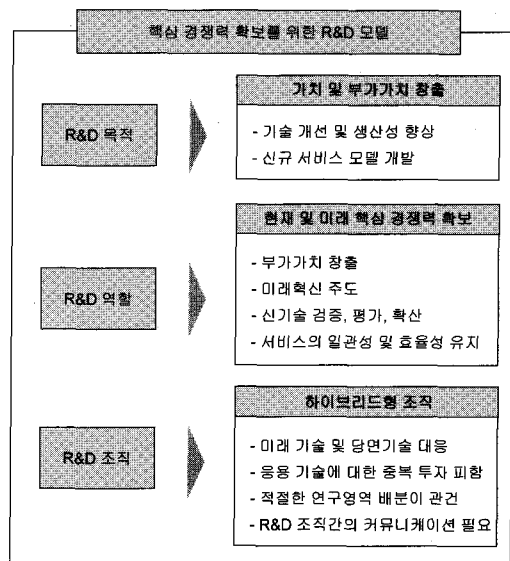 핵심 경쟁력 확보를 위한 R&D 모델
R&D 목적
가치 및 부가가치 창출
- 기술 개선 및 생산성 향상
- 신규 서비스 모델 개발
R&D 역할
현재 및 미래 핵심 경쟁력 확보
- 부가가치 창출
- 미래혁신 주도
- 신기술 검증, 평가, 확산
- 서비스의 일관성 및 효율성 유지
R&D 조직
하이브리드형 조직
- 미래 기술 및 당면기술 대응
- 응용 기술에 대한 중복 투자 피함
- 적절한 연구영역 배분이 관건
- R&D 조직간의 커뮤니케이션 필요